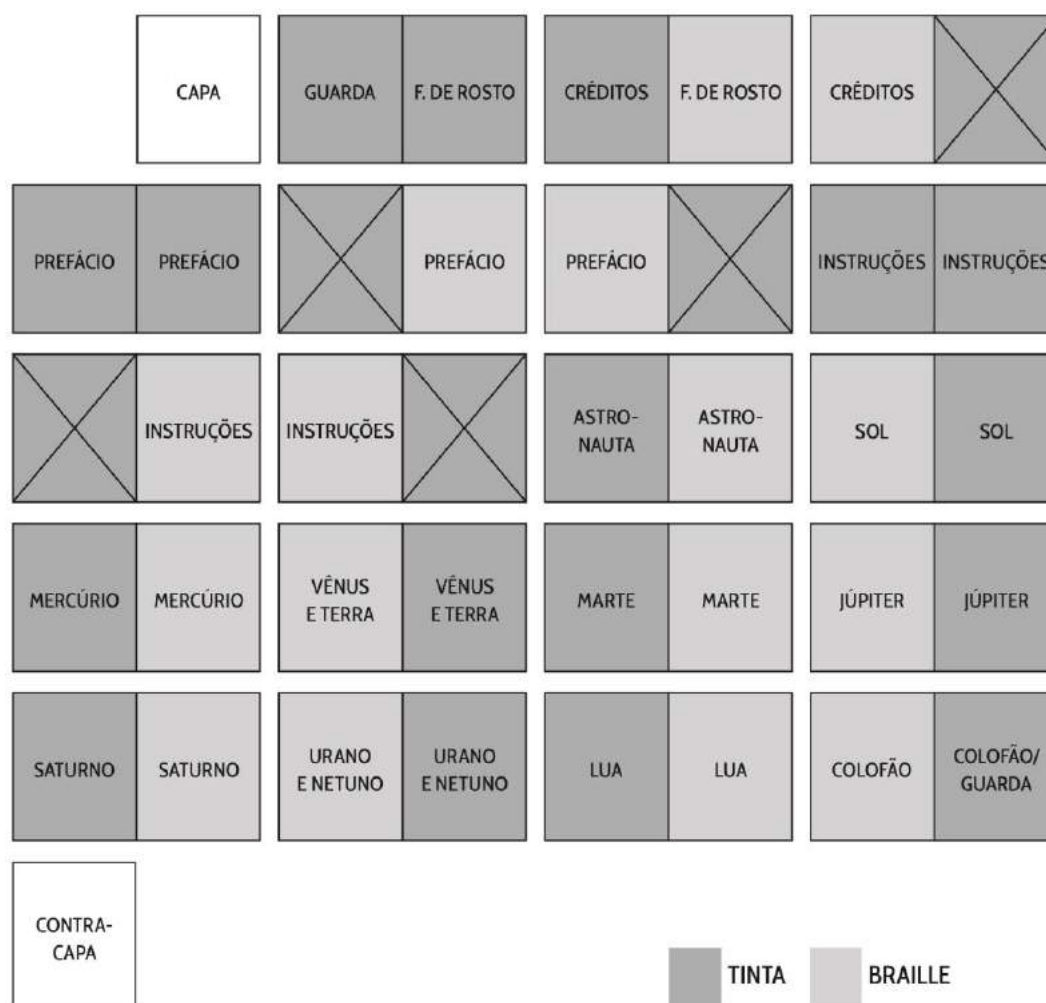 CAPA
GUARDA
F. DE ROSTO
CRÉDITOS
F. DE ROSTO
CRÉDITOS
PREFÁCIO
PREFÁCIO
PREFÁCIO
PREFÁCIO
INSTRUÇÕES
INSTRUÇÕES
INSTRUÇÕES
INSTRUÇÕES
ASTRO-
NAUTA
ASTRO-
NAUTA
SOL
SOL
MERCÚRIO
MERCÚRIO
VÊNUS
E TERRA
VÊNUS
E TERRA
MARTE
MARTE
JÚPITER
JÚPITER
SATURNO
SATURNO
URANO
E NETUNO
URANO
E NETUNO
LUA
LUA
COLOFÃO
COLOFÃO/
GUARDA
CONTRA-
CAPA
TINTA
BRAILLE